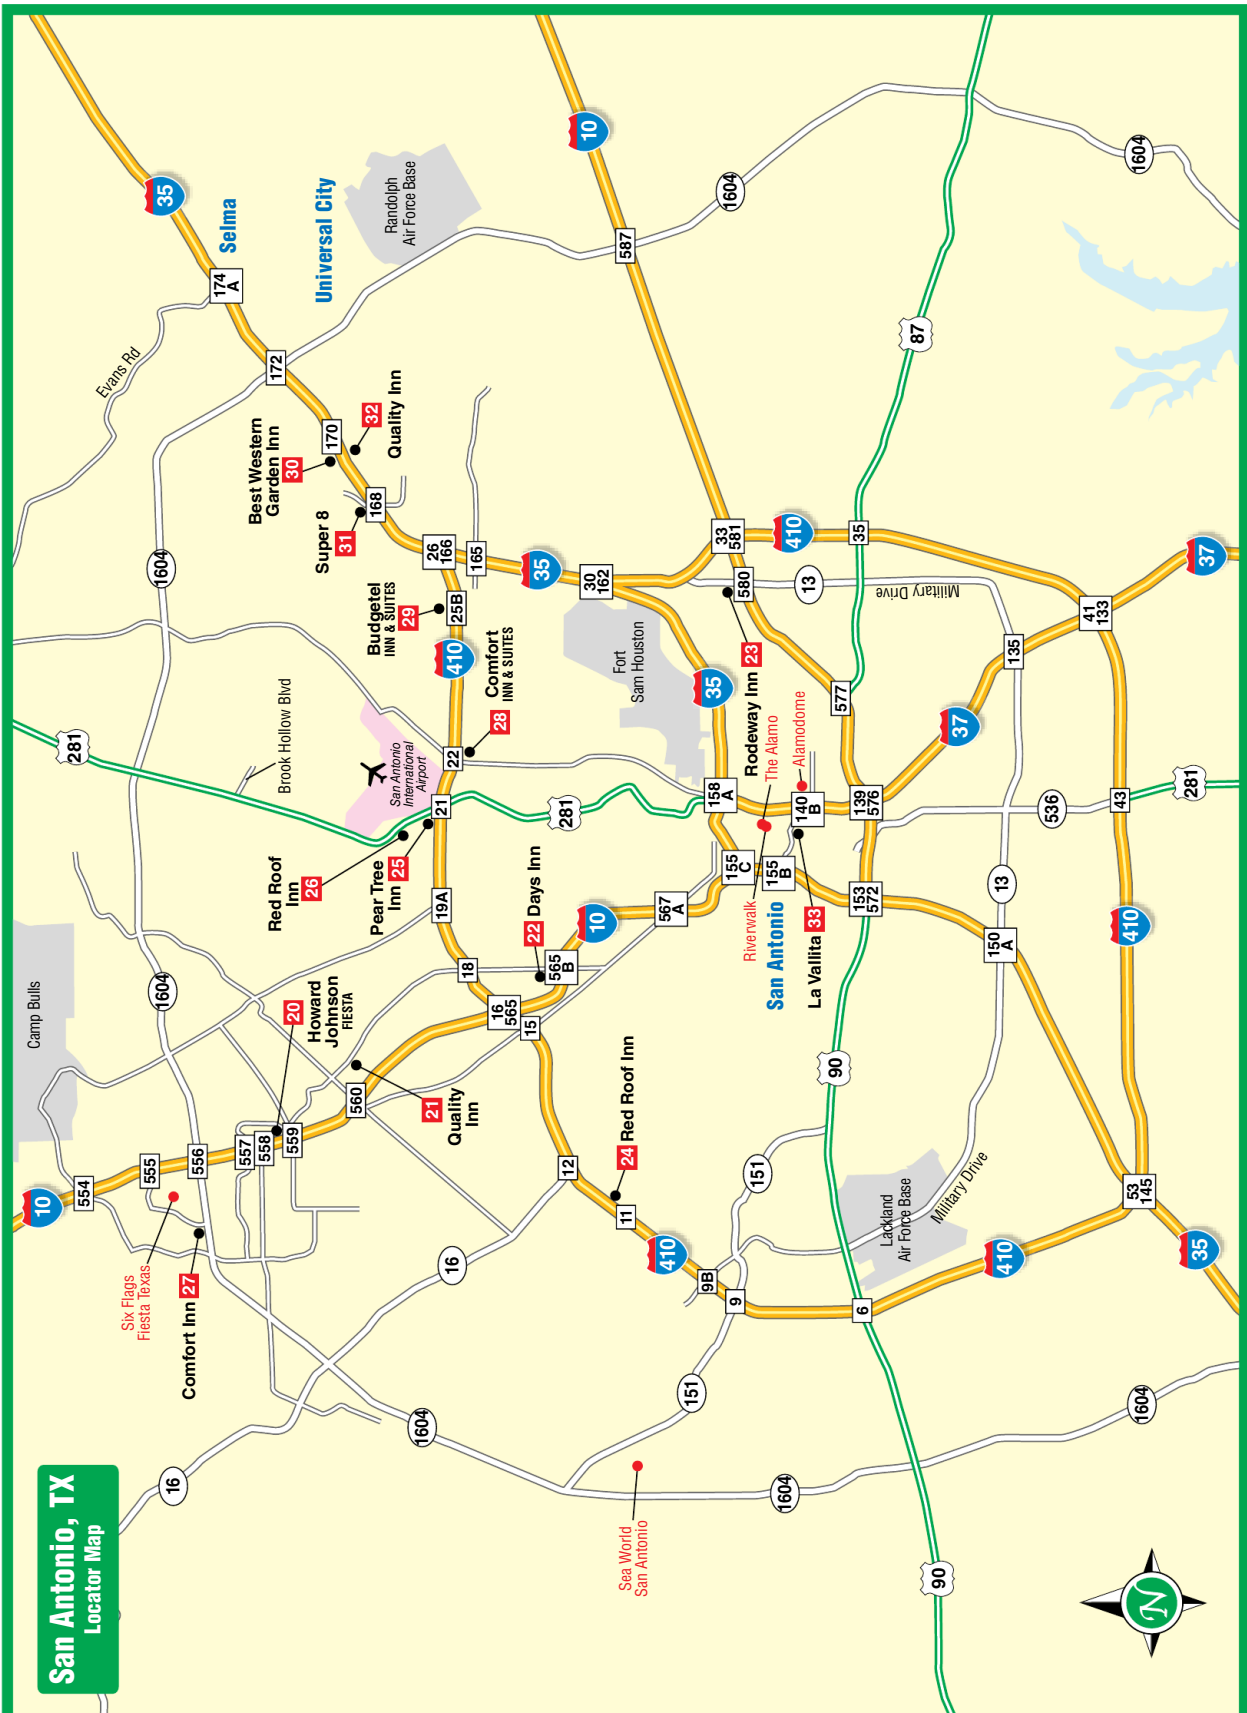 San Antonio, TX
Locator Map
16
1604
Six Flags
Fiesta Texas
Comfort Inn 27
10
554
555
556
557
558
559
560
Camp Bulls
20
Howard
Johnson
FIESTA
21
Quality
Inn
1604
16
1604
281
Brook Hollow Blvd
San Antonio
International
Airport
Red Roof
Inn 26
Pear Tree
Inn 25
19A
21
22
18
16
565
15
22 Days Inn
565
B
10
567
A
281
28
Comfort
INN & SUITES
410
25B
Budgetel
INN & SUITES
29
1604
Evans Rd
35
Selma
174
A
172
Universal City
Randolph
Air Force Base
Best Western
Garden Inn
30
170
32
Quality Inn
Super 8
31
168
26
166
165
35
30
162
Fort
Sam Houston
35
10
587
1604
1604
87
33
581
410
35
580
13
Military Drive
Rodeway Inn 23
The Alamo
Alamodome
577
158
A
140
B
139
576
155
C
155
B
Riverwalk
San Antonio
La Vallita 33
153
572
37
135
41
133
37
536
43
281
13
150
A
410
12
24 Red Roof Inn
11
410
9B
9
151
151
90
Lackland
Air Force Base
Military Drive
6
410
53
145
35
Sea World
San Antonio
1604
1604
90
N